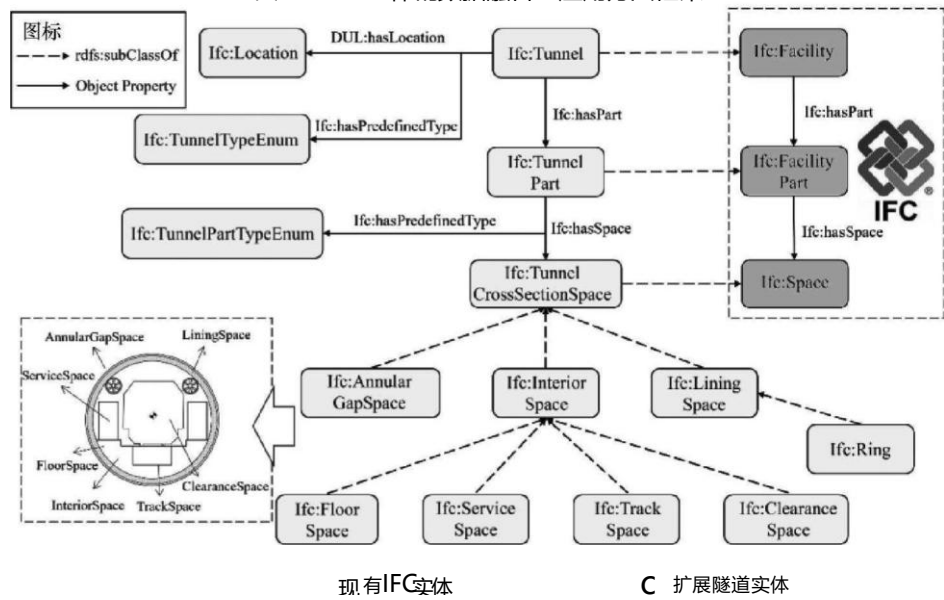 图标
rdfs:subClassOf
Object Property
Ifc:Location
DUL:hasLocation
Ifc:Tunnel
Ifc:Facility
Ifc:TunnelTypeEnum
Ifc:hasPredefinedType
Ifc:hasPart
Ifc:hasPart
Ifc:Tunnel
Part
Ifc:Facility
Part
IFC
®
Ifc:TunnelPartTypeEnum
Ifc:hasPredefinedType
Ifc:hasSpace
Ifc:hasSpace
Ifc:Tunnel
CrossSectionSpace
Ifc:Space
AnnularGapSpace
LiningSpace
ServiceSpace
FloorSpace
InteriorSpace
TrackSpace
ClearanceSpace
Ifc:Annular
GapSpace
Ifc:Interior
Space
Ifc:Lining
Space
Ifc:Ring
Ifc:Floor
Space
Ifc:Service
Space
Ifc:Track
Space
Ifc:Clearance
Space
现有IFC实体
C 扩展隧道实体